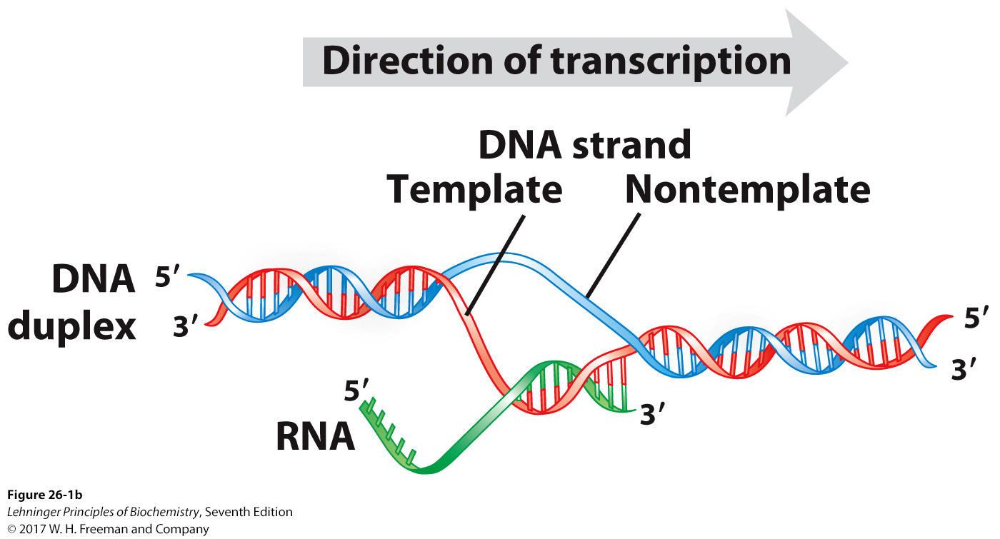 Direction of transcription
DNA strand
Template
Nontemplate
DNA
duplex
5′
3′
5′
3′
5′
RNA
3′
Figure 26-1b
Lehninger Principles of Biochemistry, Seventh Edition
© 2017 W. H. Freeman and Company